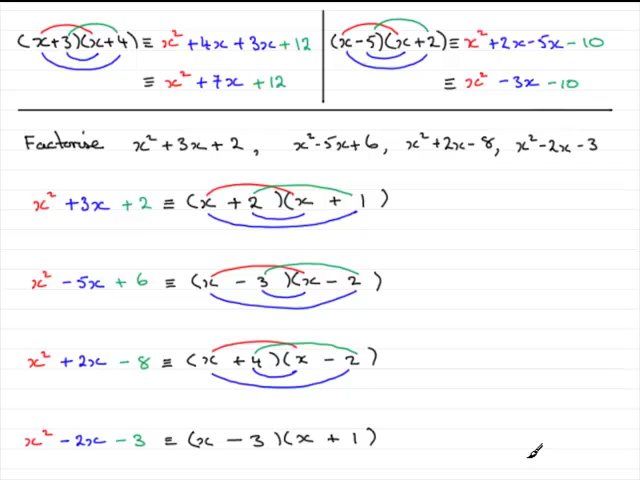 (x+3)(x+4) ≡ x² + 4x + 3x + 12
≡ x² + 7x + 12
(x-5)(x+2) ≡ x² + 2x - 5x - 10
≡ x² - 3x - 10
Factorise x² + 3x + 2, x² - 5x + 6, x² + 2x - 8, x² - 2x - 3
x² + 3x + 2 ≡ (x + 2)(x + 1)
x² - 5x + 6 ≡ (x - 3)(x - 2)
x² + 2x - 8 ≡ (x + 4)(x - 2)
x² - 2x - 3 ≡ (x - 3)(x + 1)